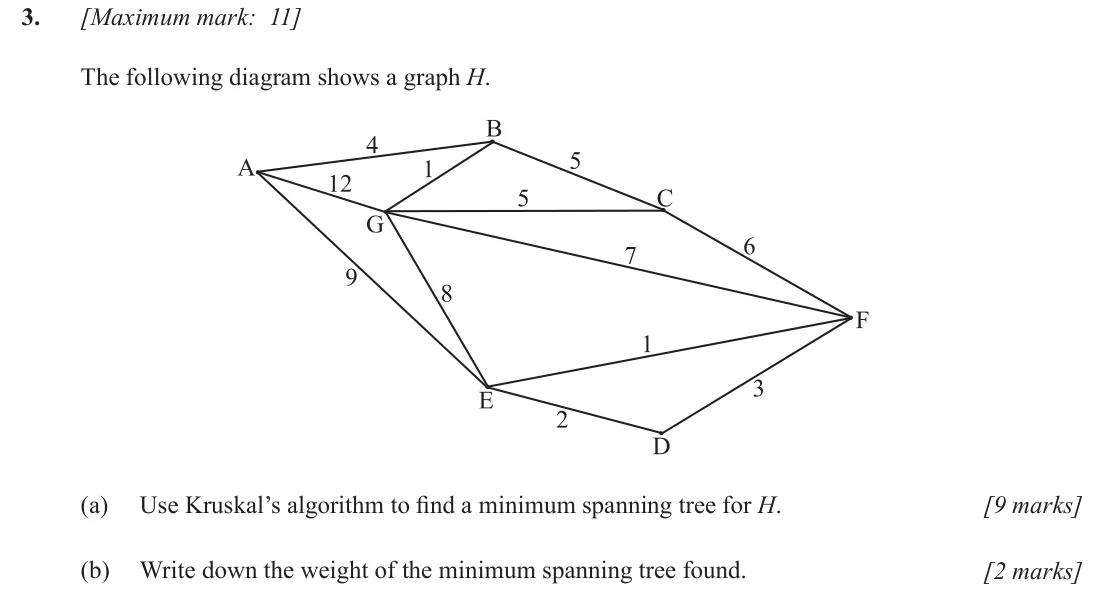 3. [Maximum mark: 11]
The following diagram shows a graph H.
B
4
A
5
1
12
5
C
G
6
7
9
8
F
1
3
E
2
D
(a) Use Kruskal’s algorithm to find a minimum spanning tree for H. [9 marks]
(b) Write down the weight of the minimum spanning tree found. [2 marks]